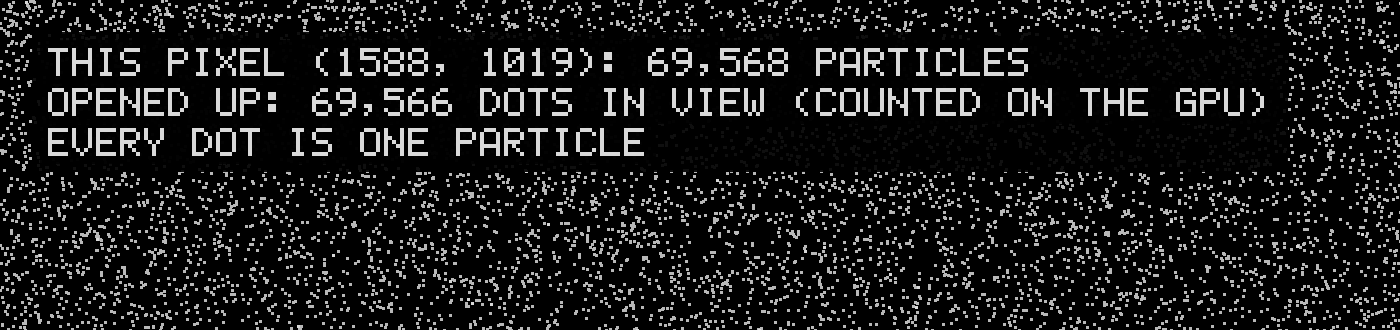 THIS PIXEL (1588, 1019): 69,568 PARTICLES
OPENED UP: 69,566 DOTS IN VIEW (COUNTED ON THE GPU)
EVERY DOT IS ONE PARTICLE